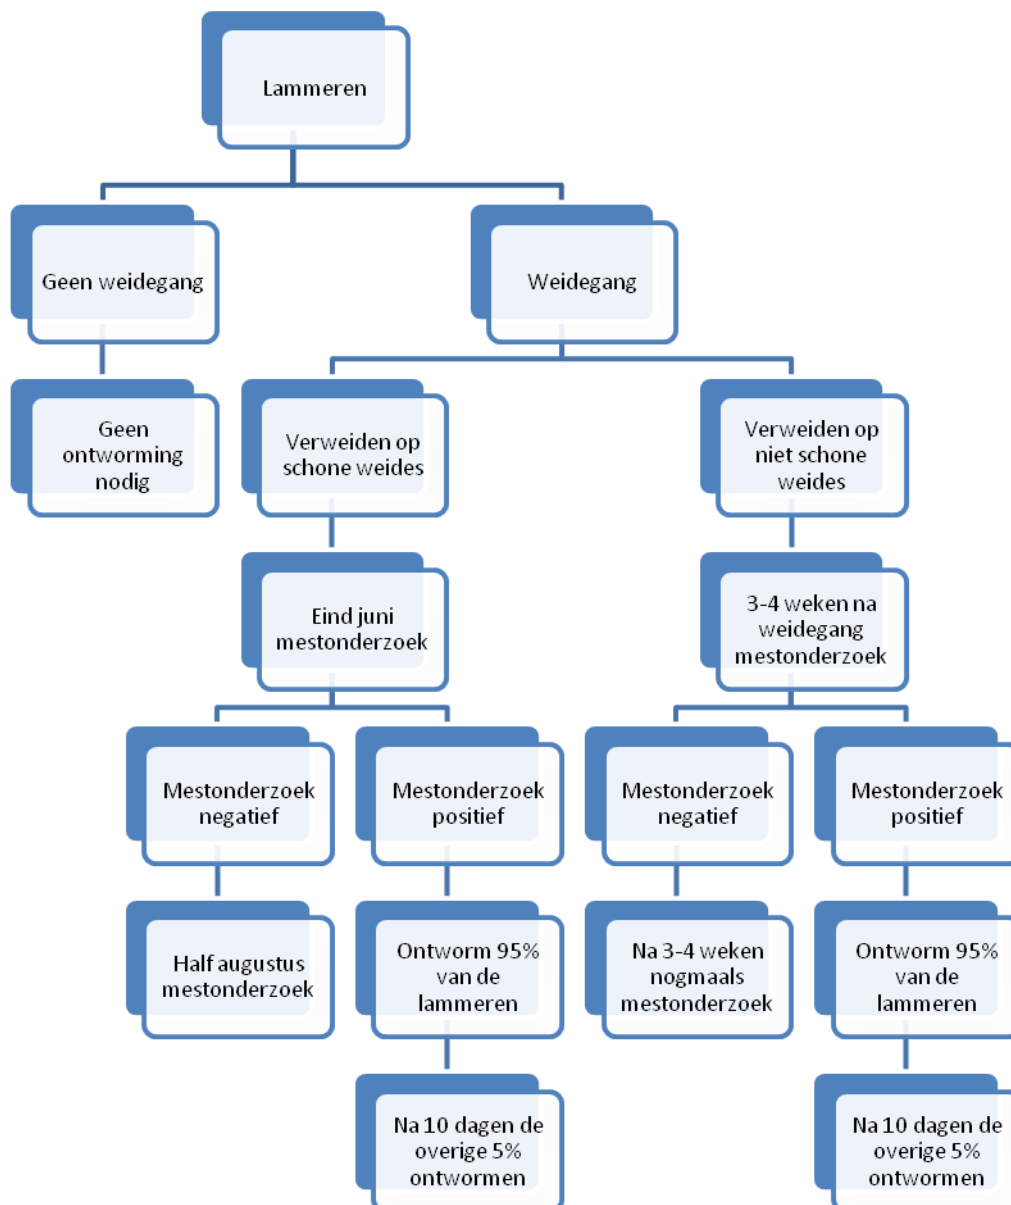 Lammeren
Geen weidegang
Weidegang
Geen
ontworming
nodig
Verweiden op
schone weides
Verweiden op
niet schone
weides
Eind juni
mestonderzoek
3-4 weken na
weidegang
mestonderzoek
Mestonderzoek
negatief
Mestonderzoek
positief
Mestonderzoek
negatief
Mestonderzoek
positief
Half augustus
mestonderzoek
Ontworm 95%
van de
lammeren
Na 3-4 weken
nogmaals
mestonderzoek
Ontworm 95%
van de
lammeren
Na 10 dagen de
overige 5%
ontwormen
Na 10 dagen de
overige 5%
ontwormen